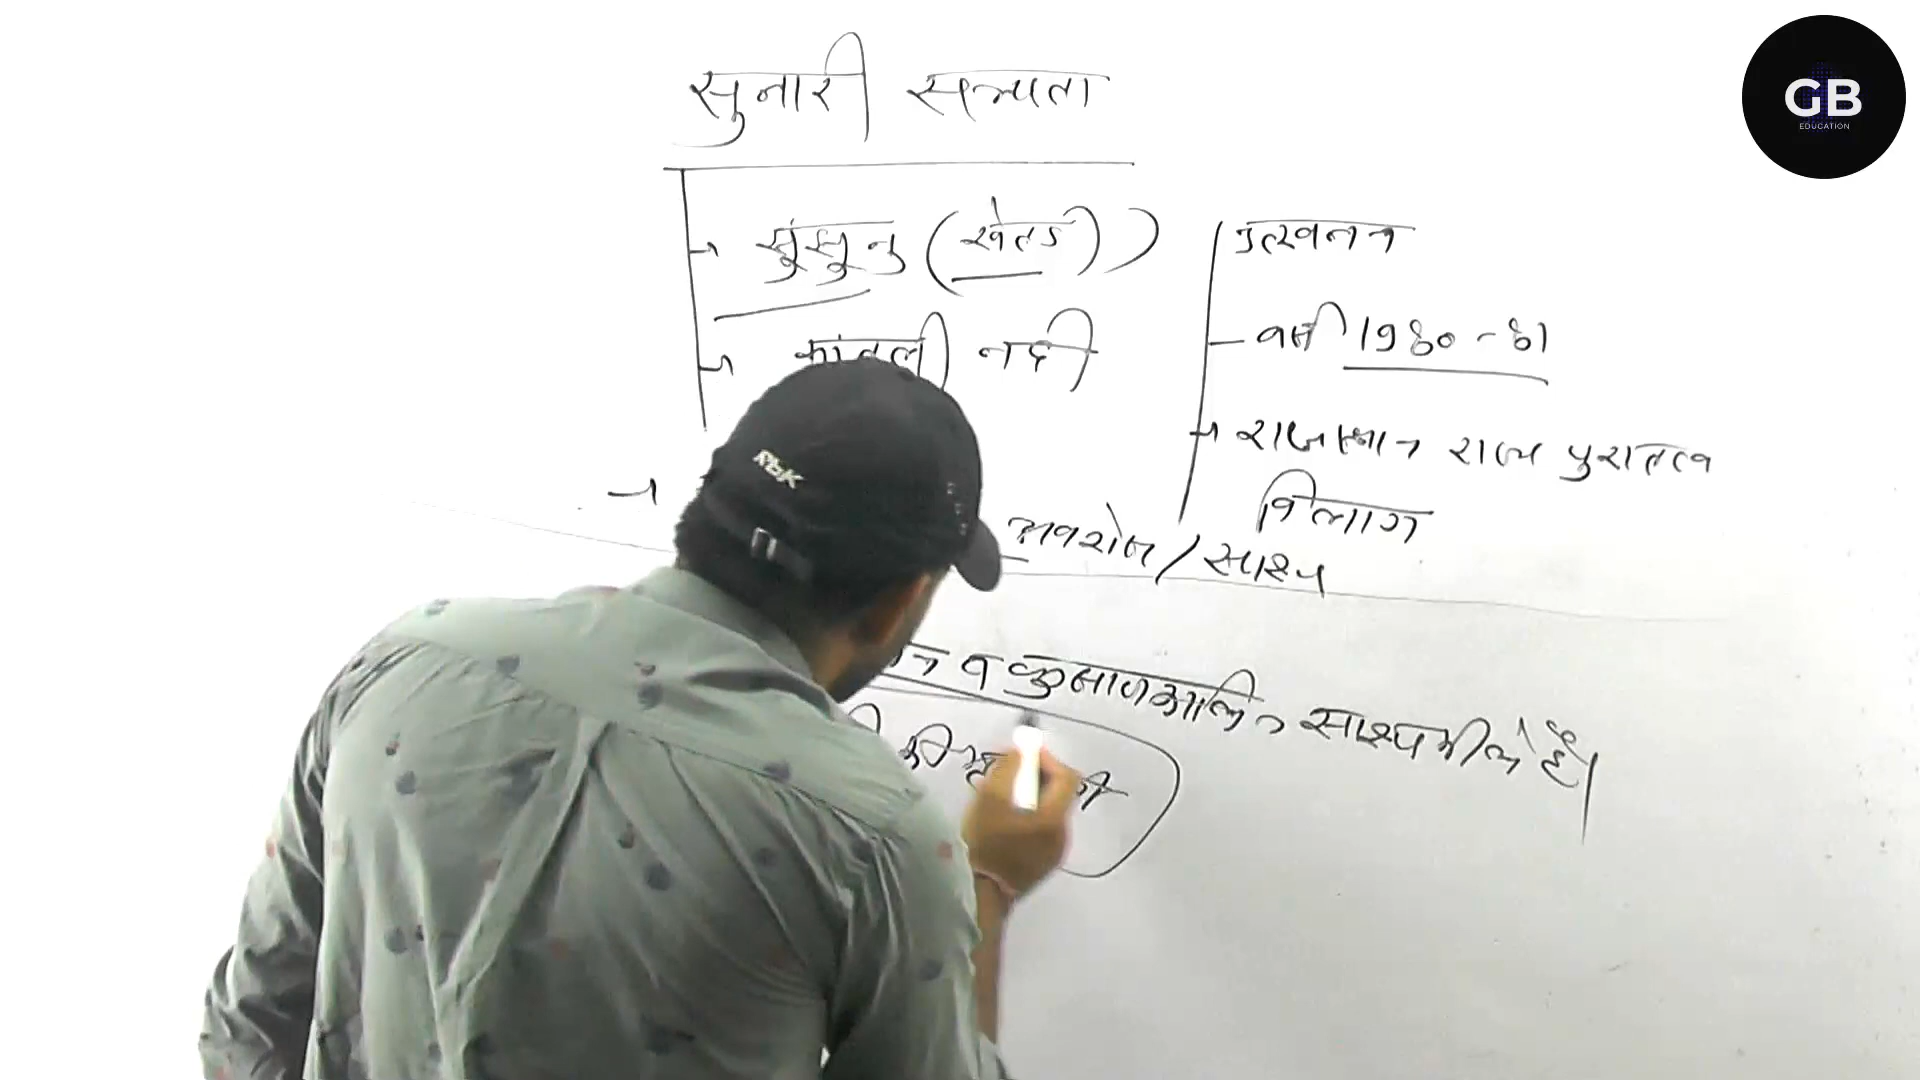 सुनारी सभ्यता
झुंझुनु (खेतड़ी)
कांतली नदी
उत्खनन
वर्ष 1980-81
राजस्थान राज्य पुरातत्व
विभाग
अवशेष / साक्ष्य
न व कुषाणकालिन साक्ष्य मीले हैं।
की
RbK
GB
EDUCATION